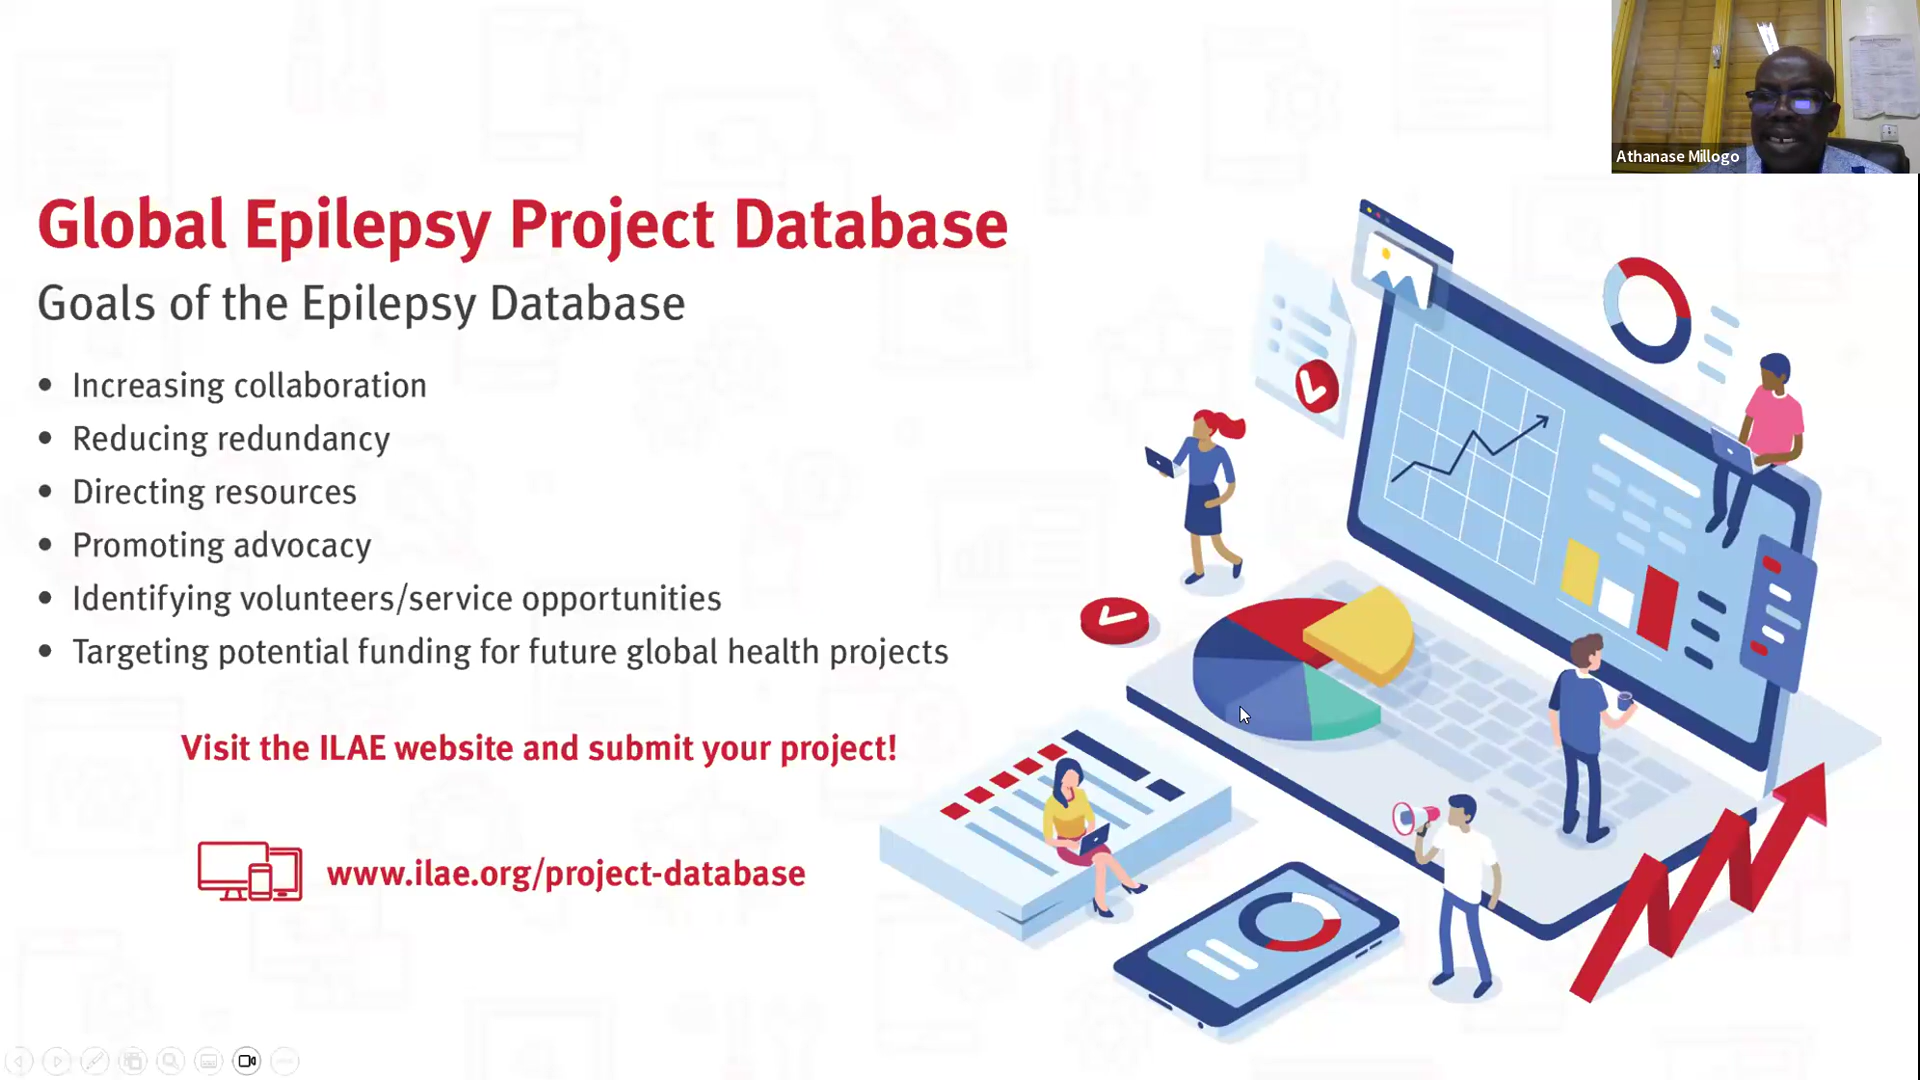 Athanase Millogo
Global Epilepsy Project Database
Goals of the Epilepsy Database
• Increasing collaboration
• Reducing redundancy
• Directing resources
• Promoting advocacy
• Identifying volunteers/service opportunities
• Targeting potential funding for future global health projects
Visit the ILAE website and submit your project!
www.ilae.org/project-database